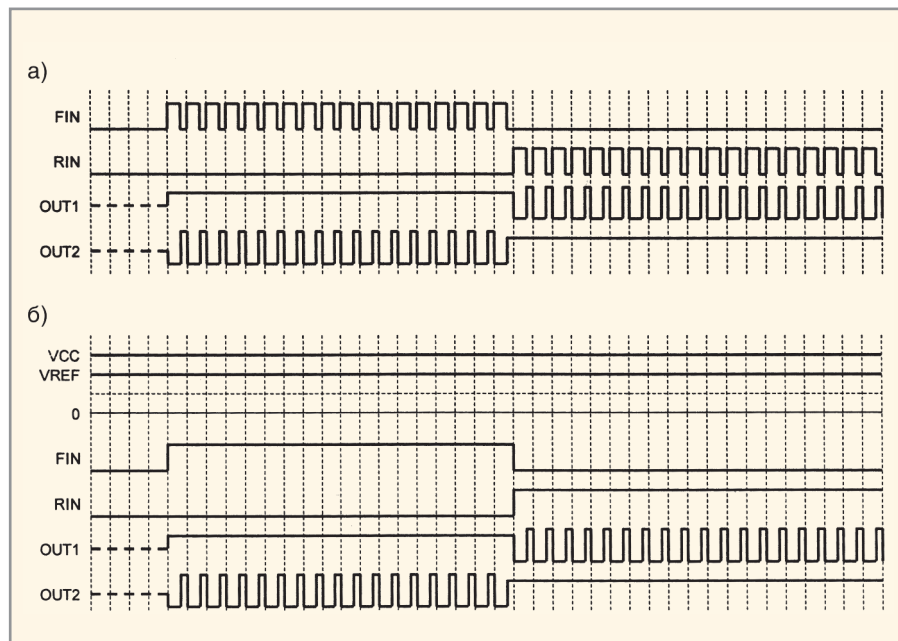 а)
FIN
RIN
OUT1
OUT2
б)
VCC
VREF
0
FIN
RIN
OUT1
OUT2